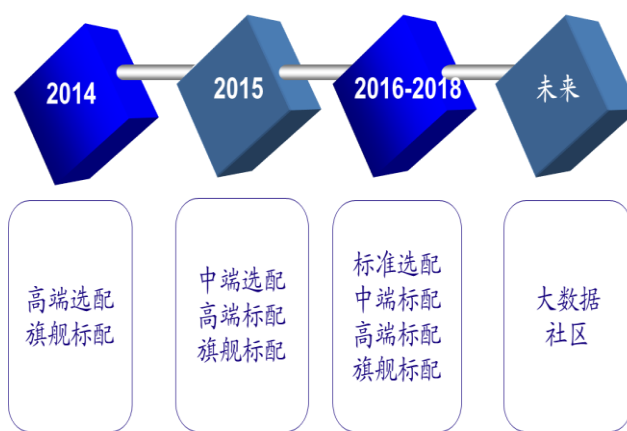 2014
2015
2016-2018
未来
高端选配
旗舰标配
中端选配
高端标配
旗舰标配
标准选配
中端标配
高端标配
旗舰标配
大数据
社区